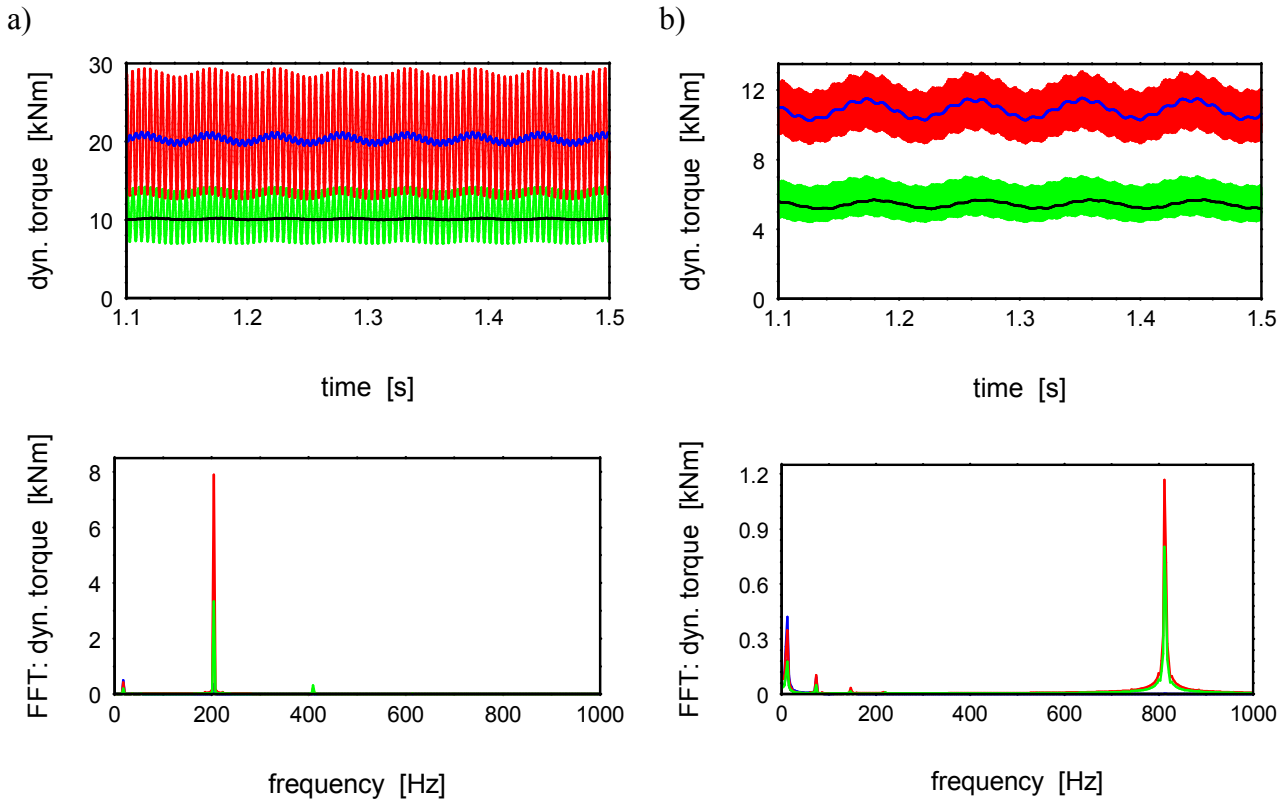 a)
b)
dyn. torque [kNm]
30
20
10
0
1.1 1.2 1.3 1.4 1.5
time [s]
dyn. torque [kNm]
12
9
6
4
0
1.1 1.2 1.3 1.4 1.5
time [s]
FFT: dyn. torque [kNm]
8
6
4
2
0
0 200 400 600 800 1000
frequency [Hz]
FFT: dyn. torque [kNm]
1.2
0.9
0.6
0.3
0
0 200 400 600 800 1000
frequency [Hz]